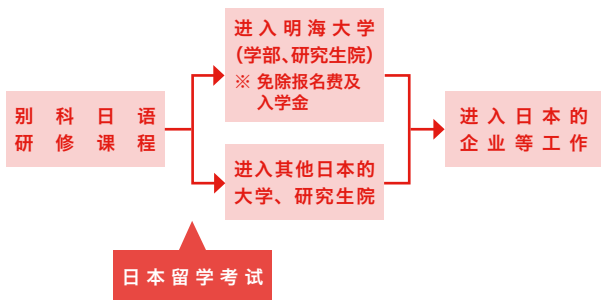 别科日语
研修课程
进入明海大学
（学部、研究生院）
※ 免除报名费及
入学金
进入其他日本的
大学、研究生院
进入日本的
企业等工作
日本留学考试